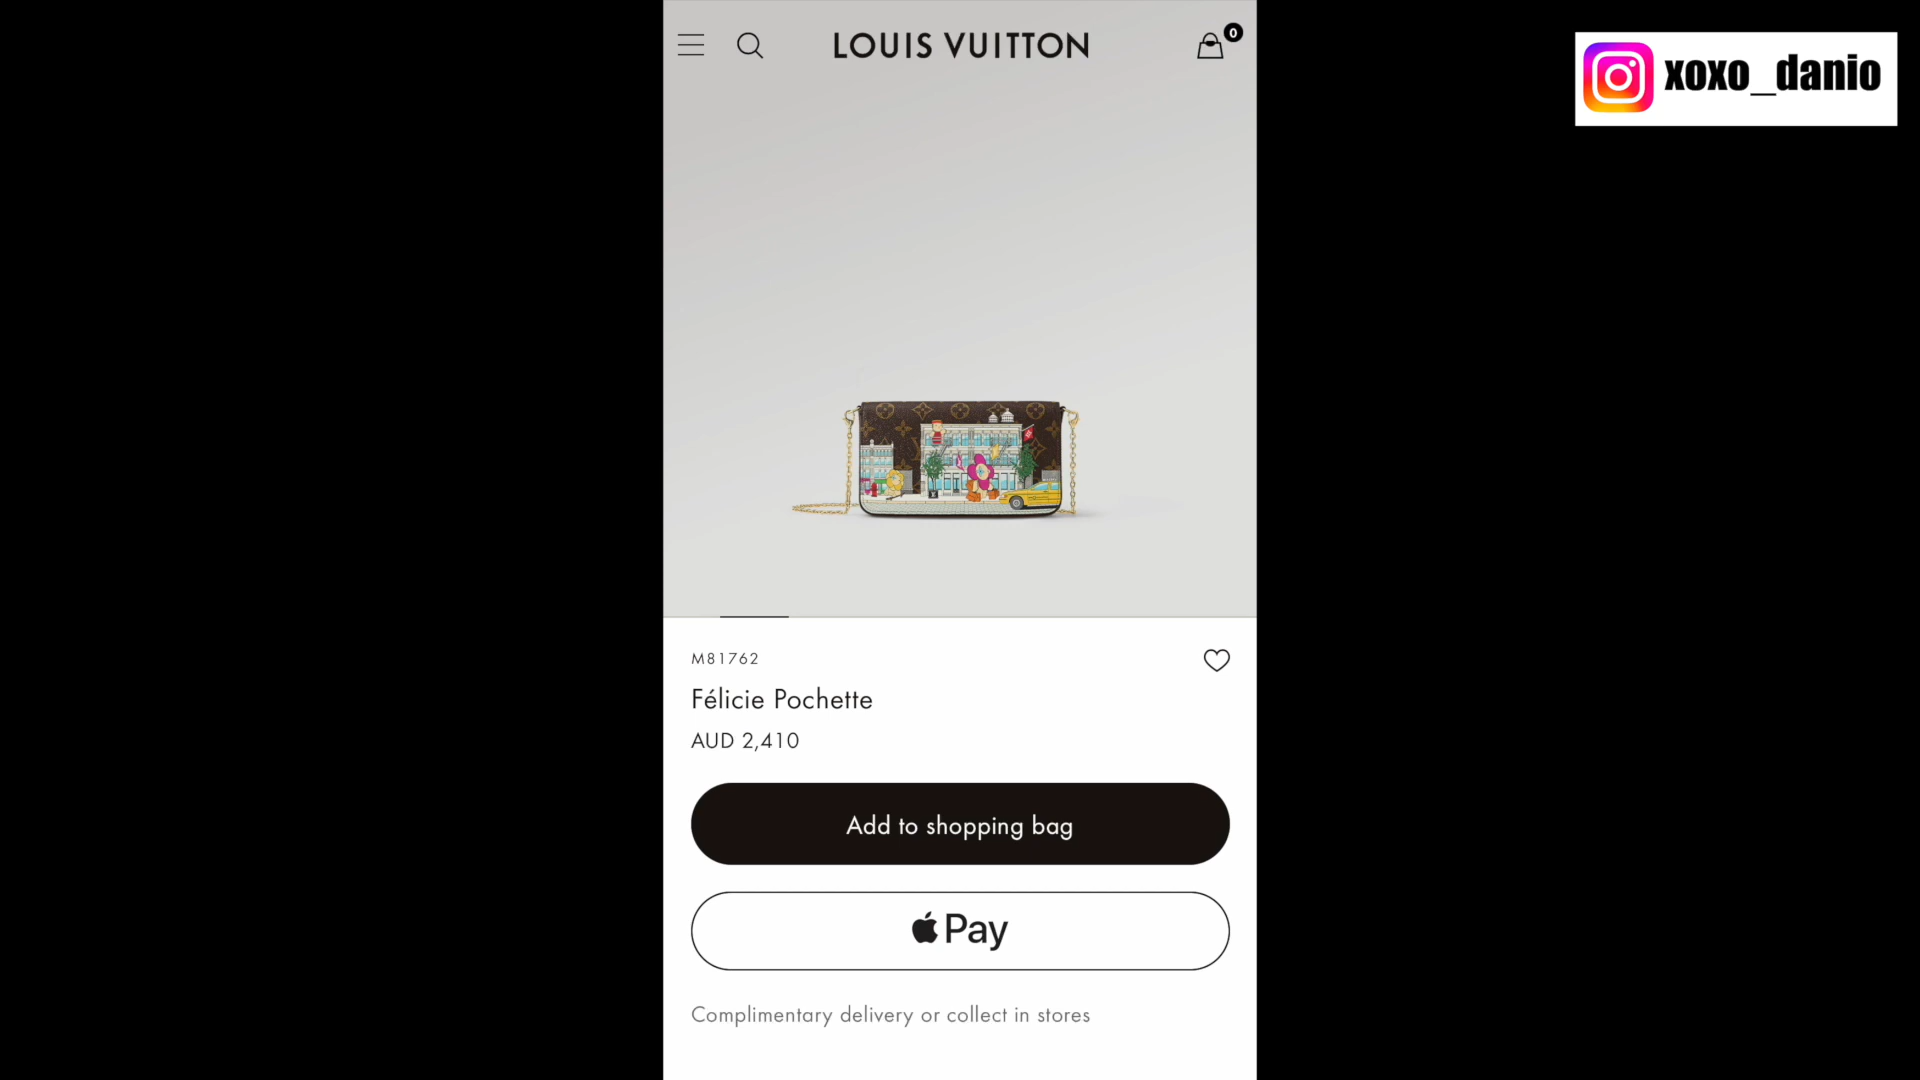 LOUIS VUITTON
0
xoxo_danio
M81762
Félicie Pochette
AUD 2,410
Add to shopping bag
Pay
Complimentary delivery or collect in stores